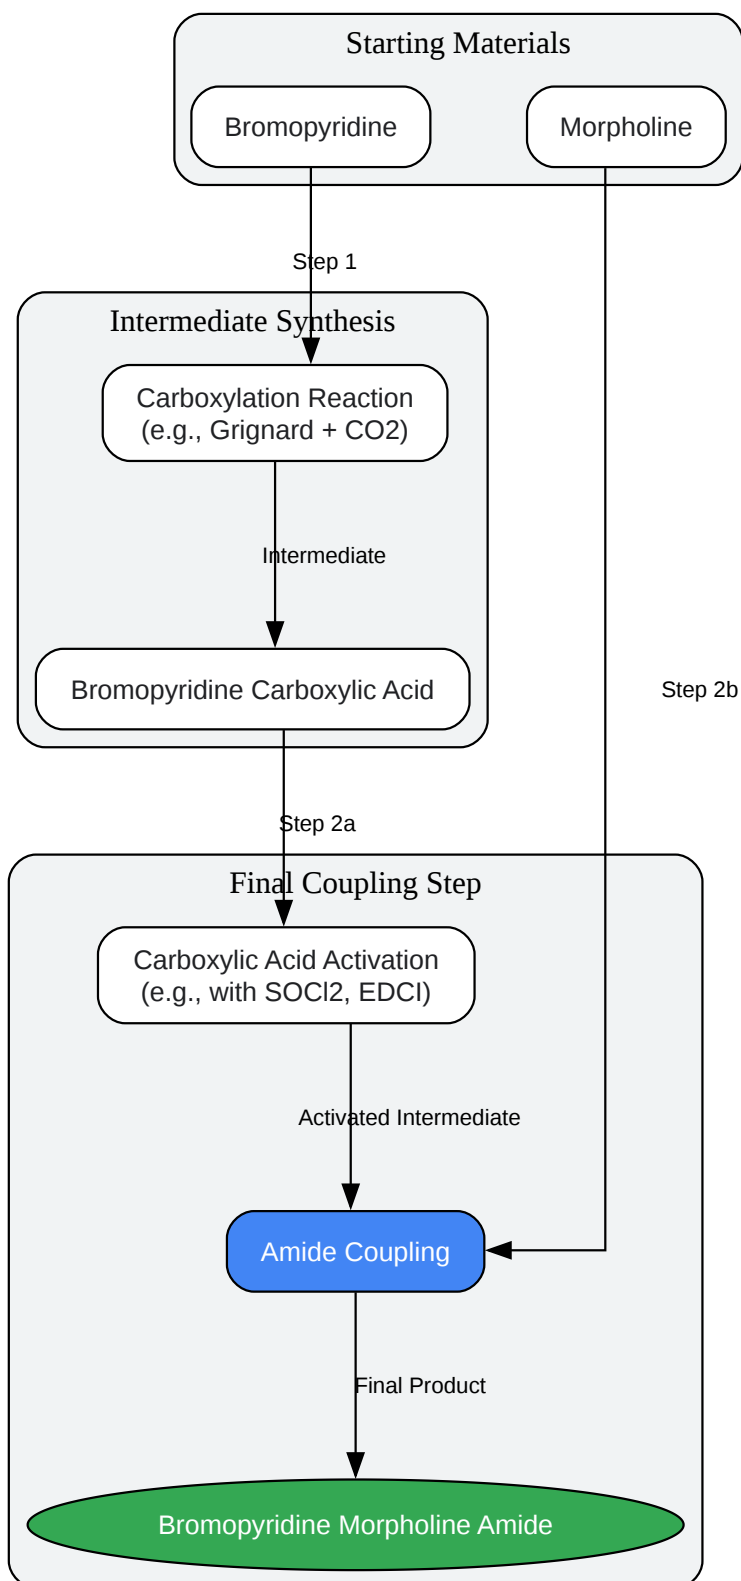 Starting Materials
Bromopyridine
Morpholine
Step 1
Intermediate Synthesis
Carboxylation Reaction
(e.g., Grignard + CO2)
Intermediate
Bromopyridine Carboxylic Acid
Step 2b
Step 2a
Final Coupling Step
Carboxylic Acid Activation
(e.g., with SOCl2, EDCI)
Activated Intermediate
Amide Coupling
Final Product
Bromopyridine Morpholine Amide